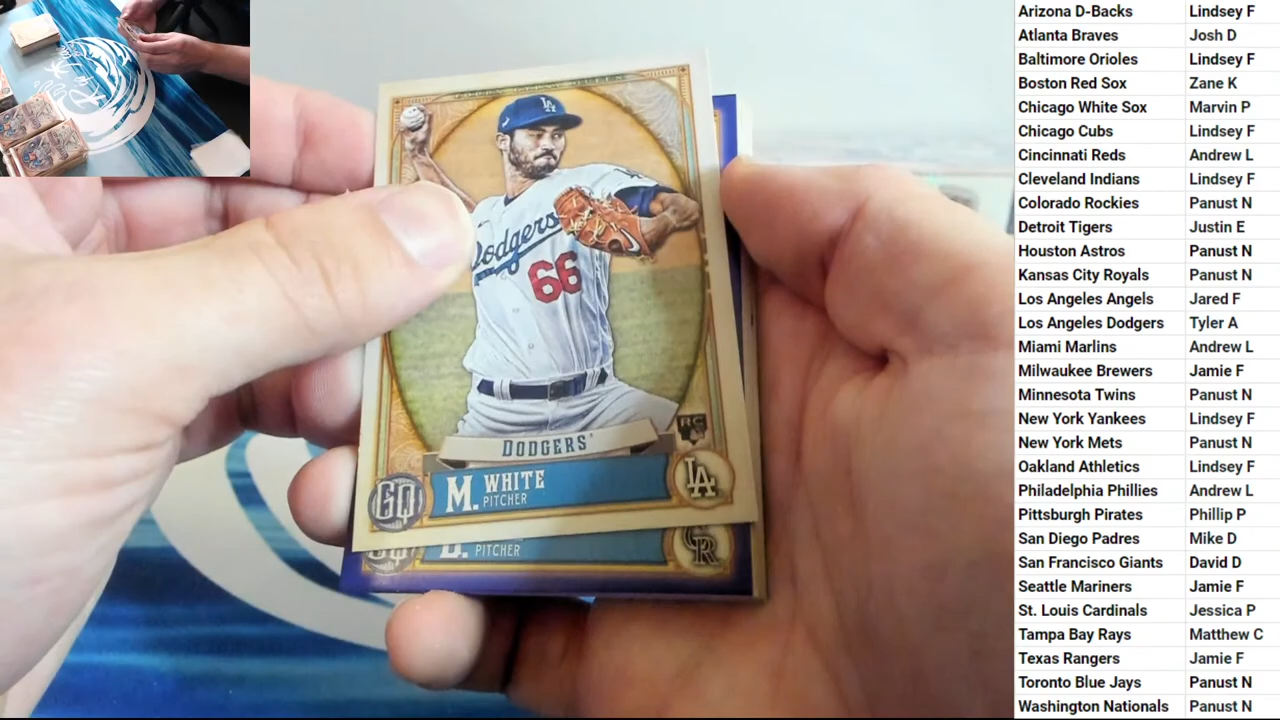 LA
Dodgers
66
RC
DODGERS
GQ
M. WHITE
PITCHER
LA
PITCHER
CR
Arizona D-Backs Lindsey F
Atlanta Braves Josh D
Baltimore Orioles Lindsey F
Boston Red Sox Zane K
Chicago White Sox Marvin P
Chicago Cubs Lindsey F
Cincinnati Reds Andrew L
Cleveland Indians Lindsey F
Colorado Rockies Panust N
Detroit Tigers Justin E
Houston Astros Panust N
Kansas City Royals Panust N
Los Angeles Angels Jared F
Los Angeles Dodgers Tyler A
Miami Marlins Andrew L
Milwaukee Brewers Jamie F
Minnesota Twins Panust N
New York Yankees Lindsey F
New York Mets Panust N
Oakland Athletics Lindsey F
Philadelphia Phillies Andrew L
Pittsburgh Pirates Phillip P
San Diego Padres Mike D
San Francisco Giants David D
Seattle Mariners Jamie F
St. Louis Cardinals Jessica P
Tampa Bay Rays Matthew C
Texas Rangers Jamie F
Toronto Blue Jays Panust N
Washington Nationals Panust N